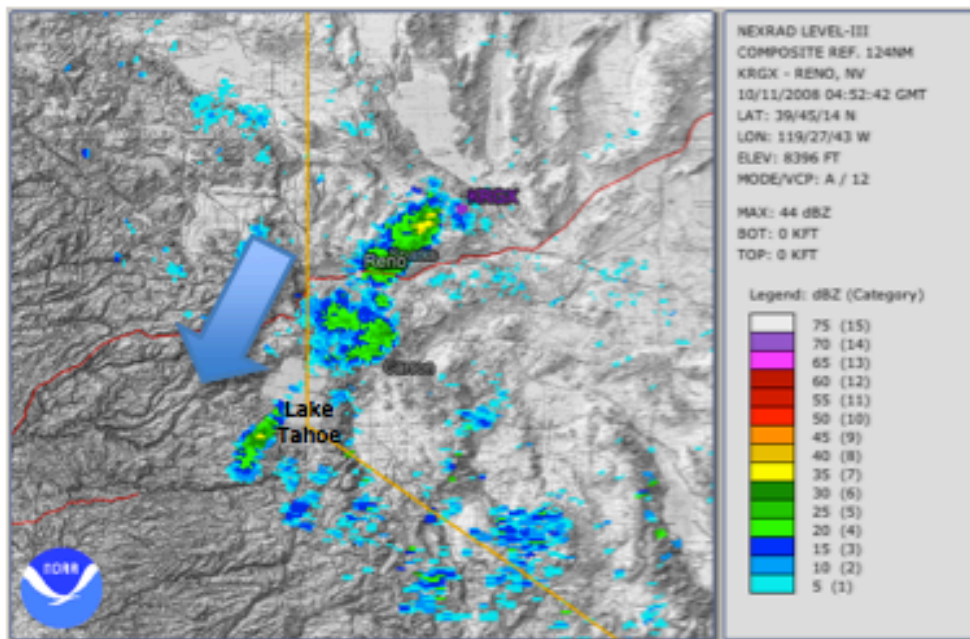 NEXRAD LEVEL-III
COMPOSITE REF. 124NM
KRGX - RENO, NV
10/11/2008 04:52:42 GMT
LAT: 39/45/14 N
LON: 119/27/43 W
ELEV: 8396 FT
MODE/VCP: A / 12
MAX: 44 dBZ
BOT: 0 KFT
TOP: 0 KFT
Legend: dBZ (Category)
75 (15)
70 (14)
65 (13)
60 (12)
55 (11)
50 (10)
45 (9)
40 (8)
35 (7)
30 (6)
25 (5)
20 (4)
15 (3)
10 (2)
5 (1)
KRGX
Reno
Carson
Lake
Tahoe
NOAA